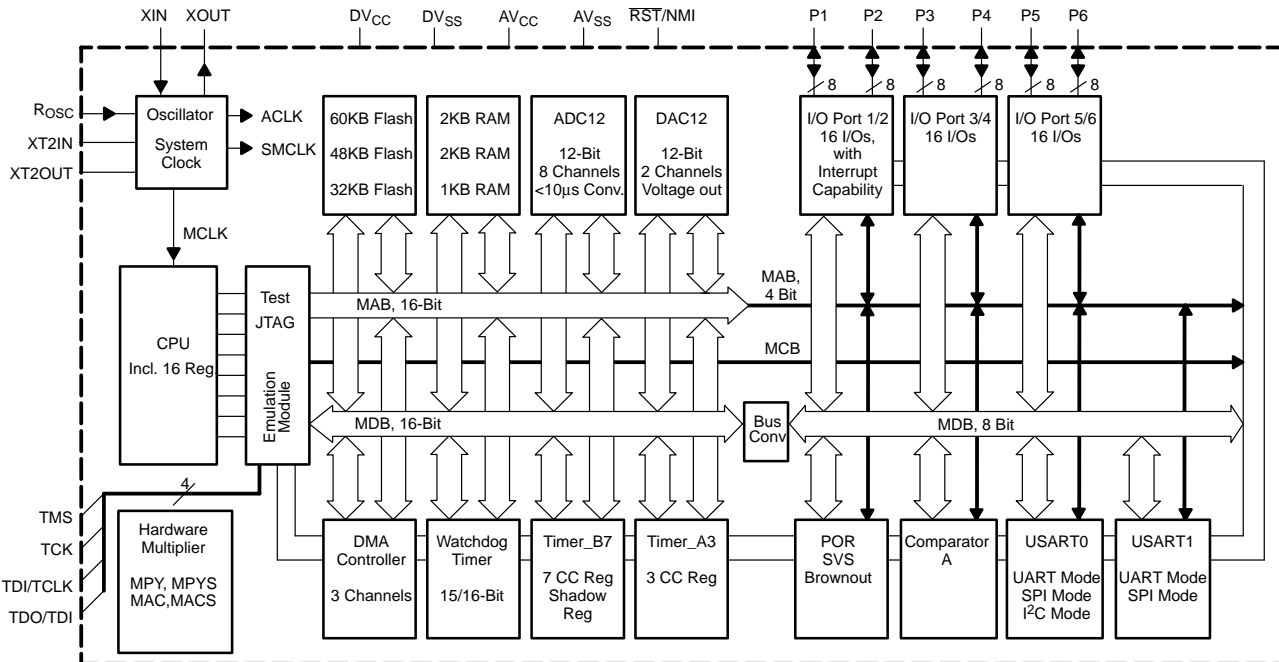 XIN XOUT DVCC DVSS AVCC AVSS RST/NMI P1 P2 P3 P4 P5 P6
8 8 8 8 8 8
ROSC
XT2IN
XT2OUT
Oscillator
System
Clock
ACLK
SMCLK
MCLK
60KB Flash
48KB Flash
32KB Flash
2KB RAM
2KB RAM
1KB RAM
ADC12
12-Bit
8 Channels
<10µs Conv.
DAC12
12-Bit
2 Channels
Voltage out
I/O Port 1/2
16 I/Os,
with
Interrupt
Capability
I/O Port 3/4
16 I/Os
I/O Port 5/6
16 I/Os
CPU
Incl. 16 Reg.
Test
JTAG
Emulation
Module
MAB, 16-Bit
MAB,
4 Bit
MCB
MDB, 16-Bit
Bus
Conv
MDB, 8 Bit
4
TMS
TCK
TDI/TCLK
TDO/TDI
Hardware
Multiplier
MPY, MPYS
MAC,MACS
DMA
Controller
3 Channels
Watchdog
Timer
15/16-Bit
Timer_B7
7 CC Reg
Shadow
Reg
Timer_A3
3 CC Reg
POR
SVS
Brownout
Comparator
A
USART0
UART Mode
SPI Mode
I²C Mode
USART1
UART Mode
SPI Mode